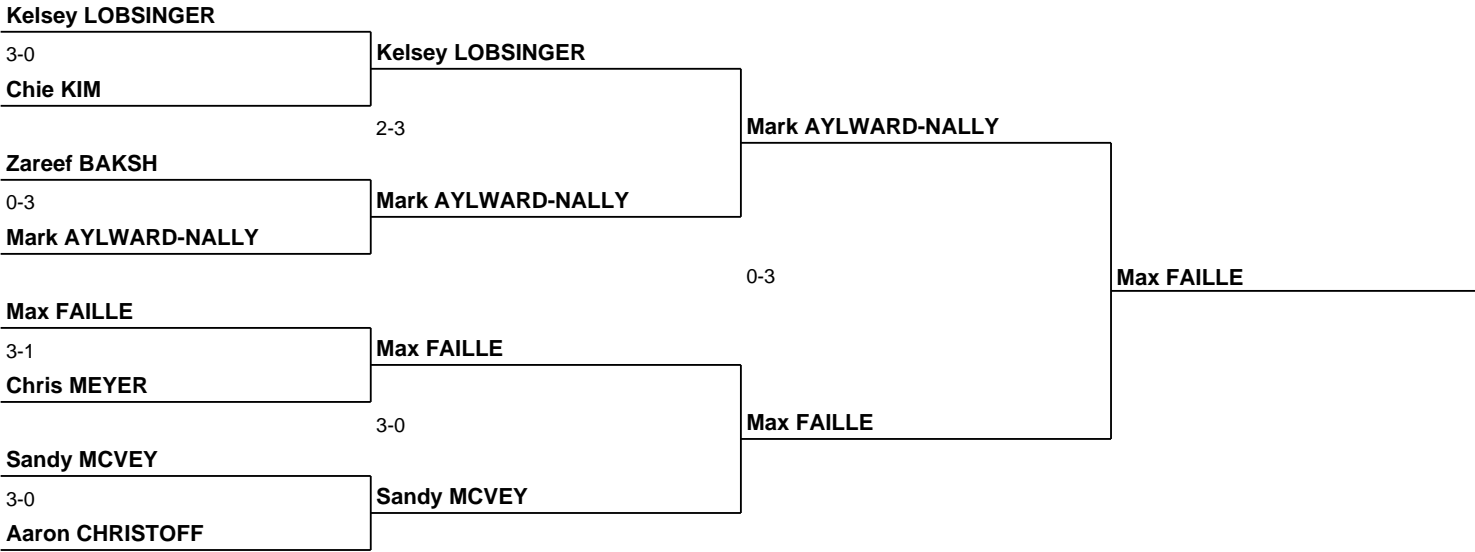 Kelsey LOBSINGER
3-0
Chie KIM
Zareef BAKSH
0-3
Mark AYLWARD-NALLY
Max FAILLE
3-1
Chris MEYER
Sandy MCVEY
3-0
Aaron CHRISTOFF
Kelsey LOBSINGER
2-3
Mark AYLWARD-NALLY
Max FAILLE
3-0
Sandy MCVEY
Mark AYLWARD-NALLY
0-3
Max FAILLE
Max FAILLE